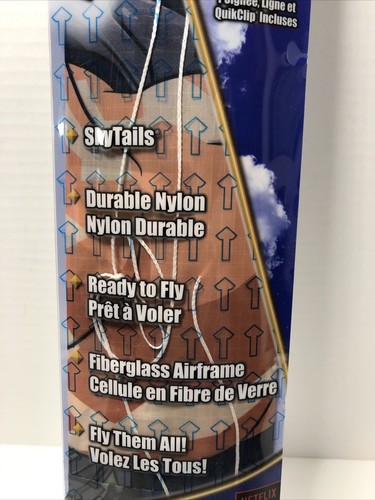 Poignée, Ligne et
QuikClip Incluses
SkyTails®
Durable Nylon
Nylon Durable
Ready to Fly
Prêt à Voler
Fiberglass Airframe
Cellule en Fibre de Verre
Fly Them All!
Volez Les Tous!
NETFLIX